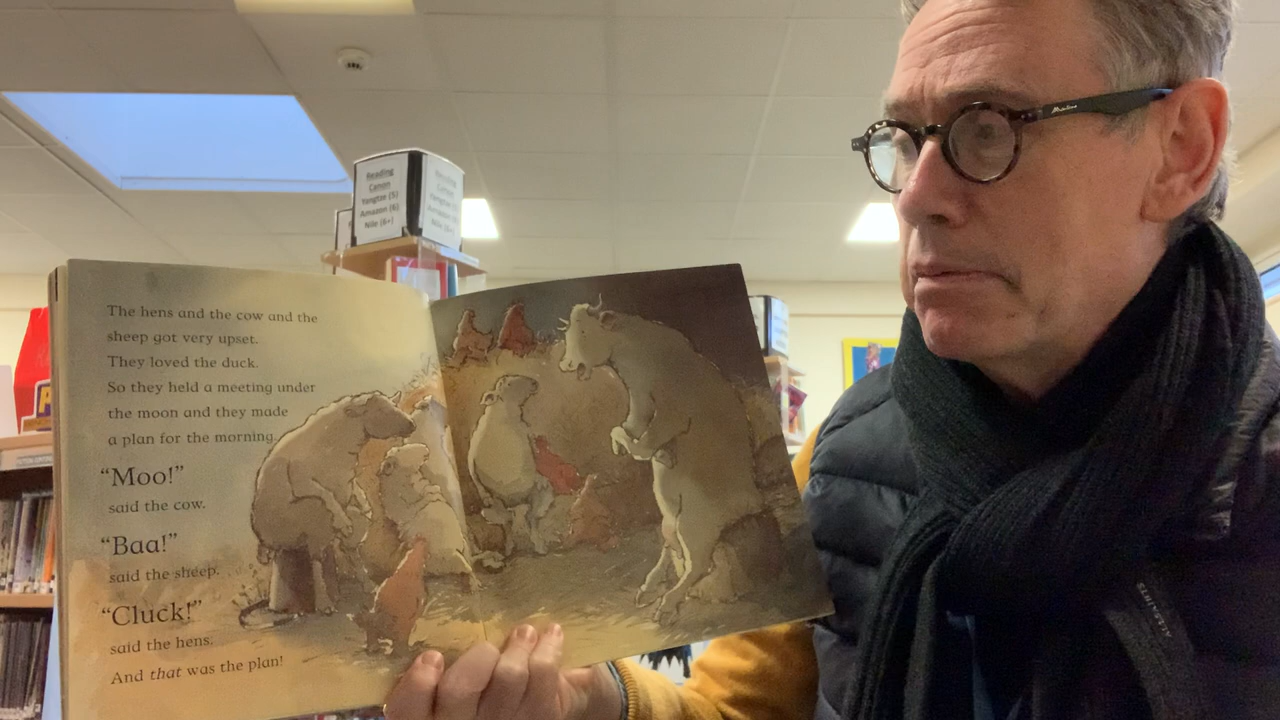 Reading
Canon
Yangtze (5)
Amazon (6)
Nile (6+)
The hens and the cow and the
sheep got very upset.
They loved the duck.
So they held a meeting under
the moon and they made
a plan for the morning.
“Moo!”
said the cow.
“Baa!”
said the sheep.
“Cluck!”
said the hens.
And that was the plan!